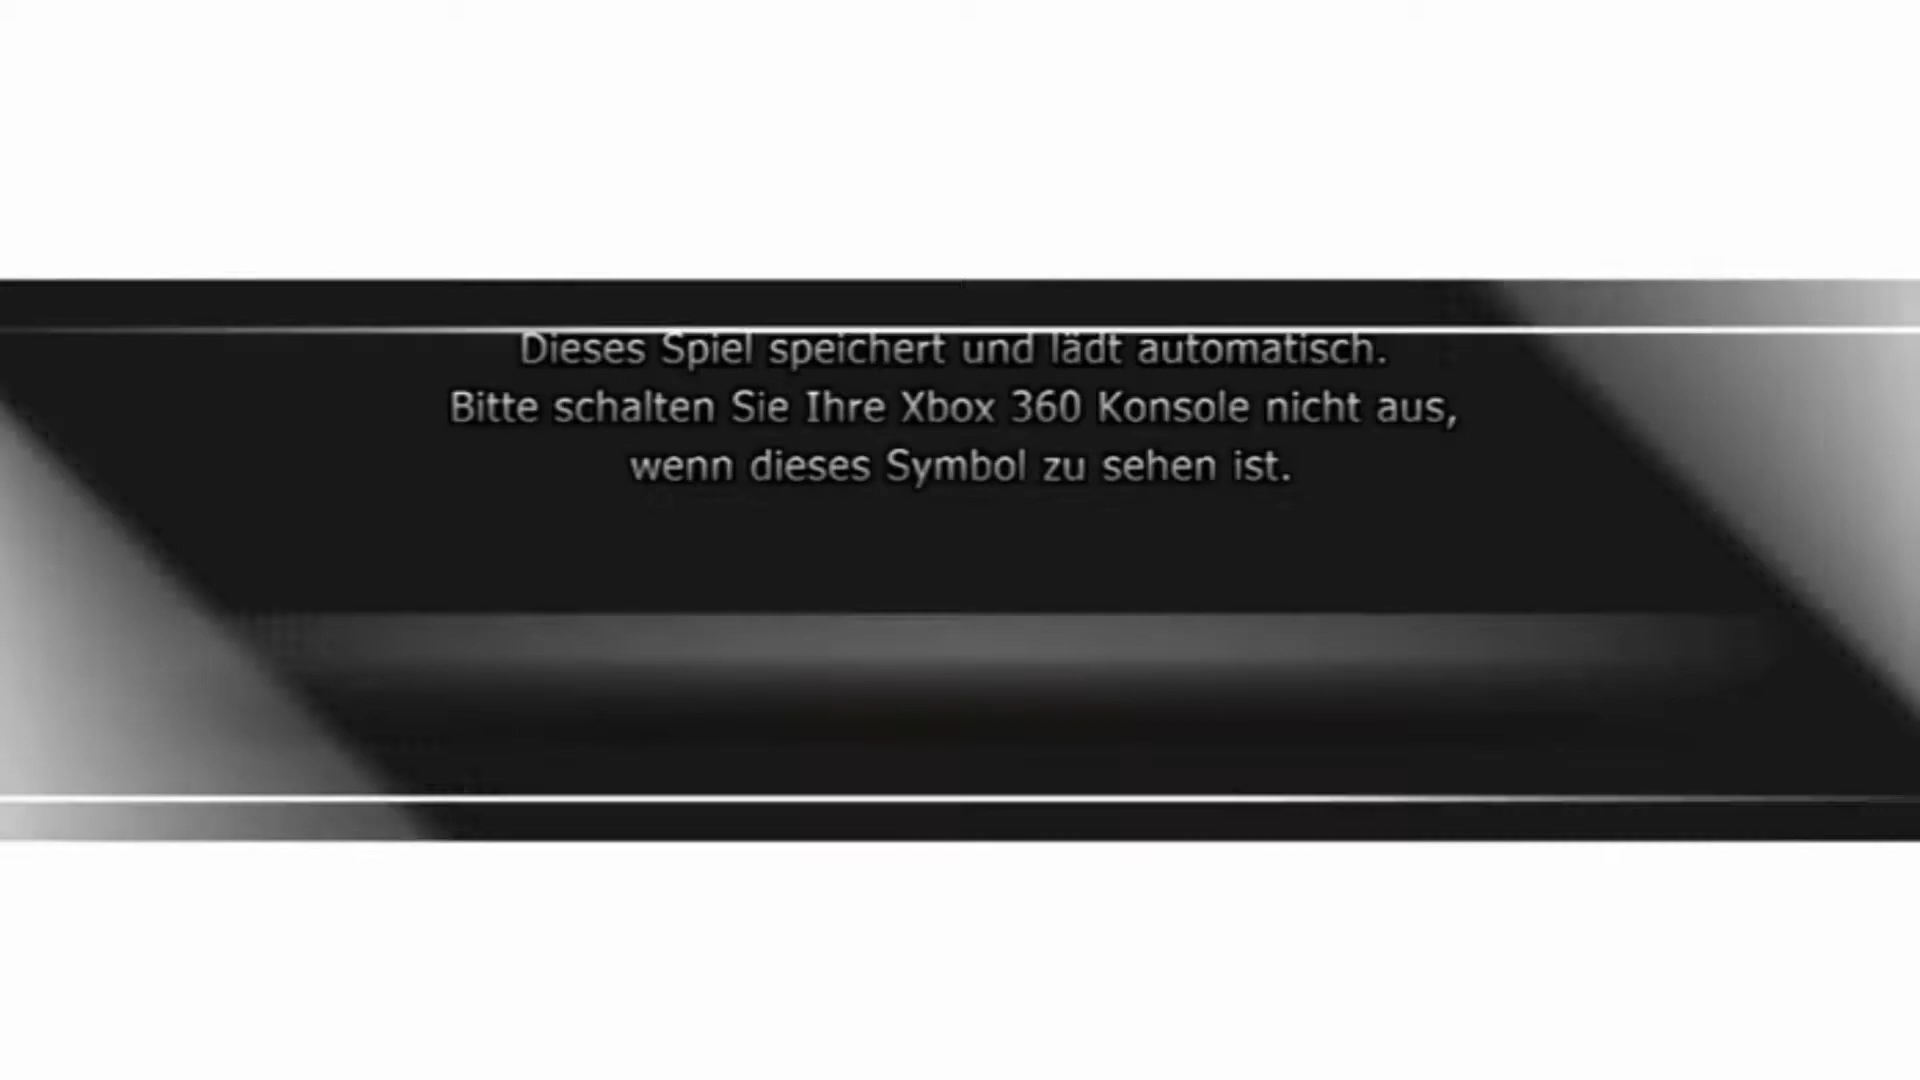 Dieses Spiel speichert und lädt automatisch.
Bitte schalten Sie Ihre Xbox 360 Konsole nicht aus,
wenn dieses Symbol zu sehen ist.